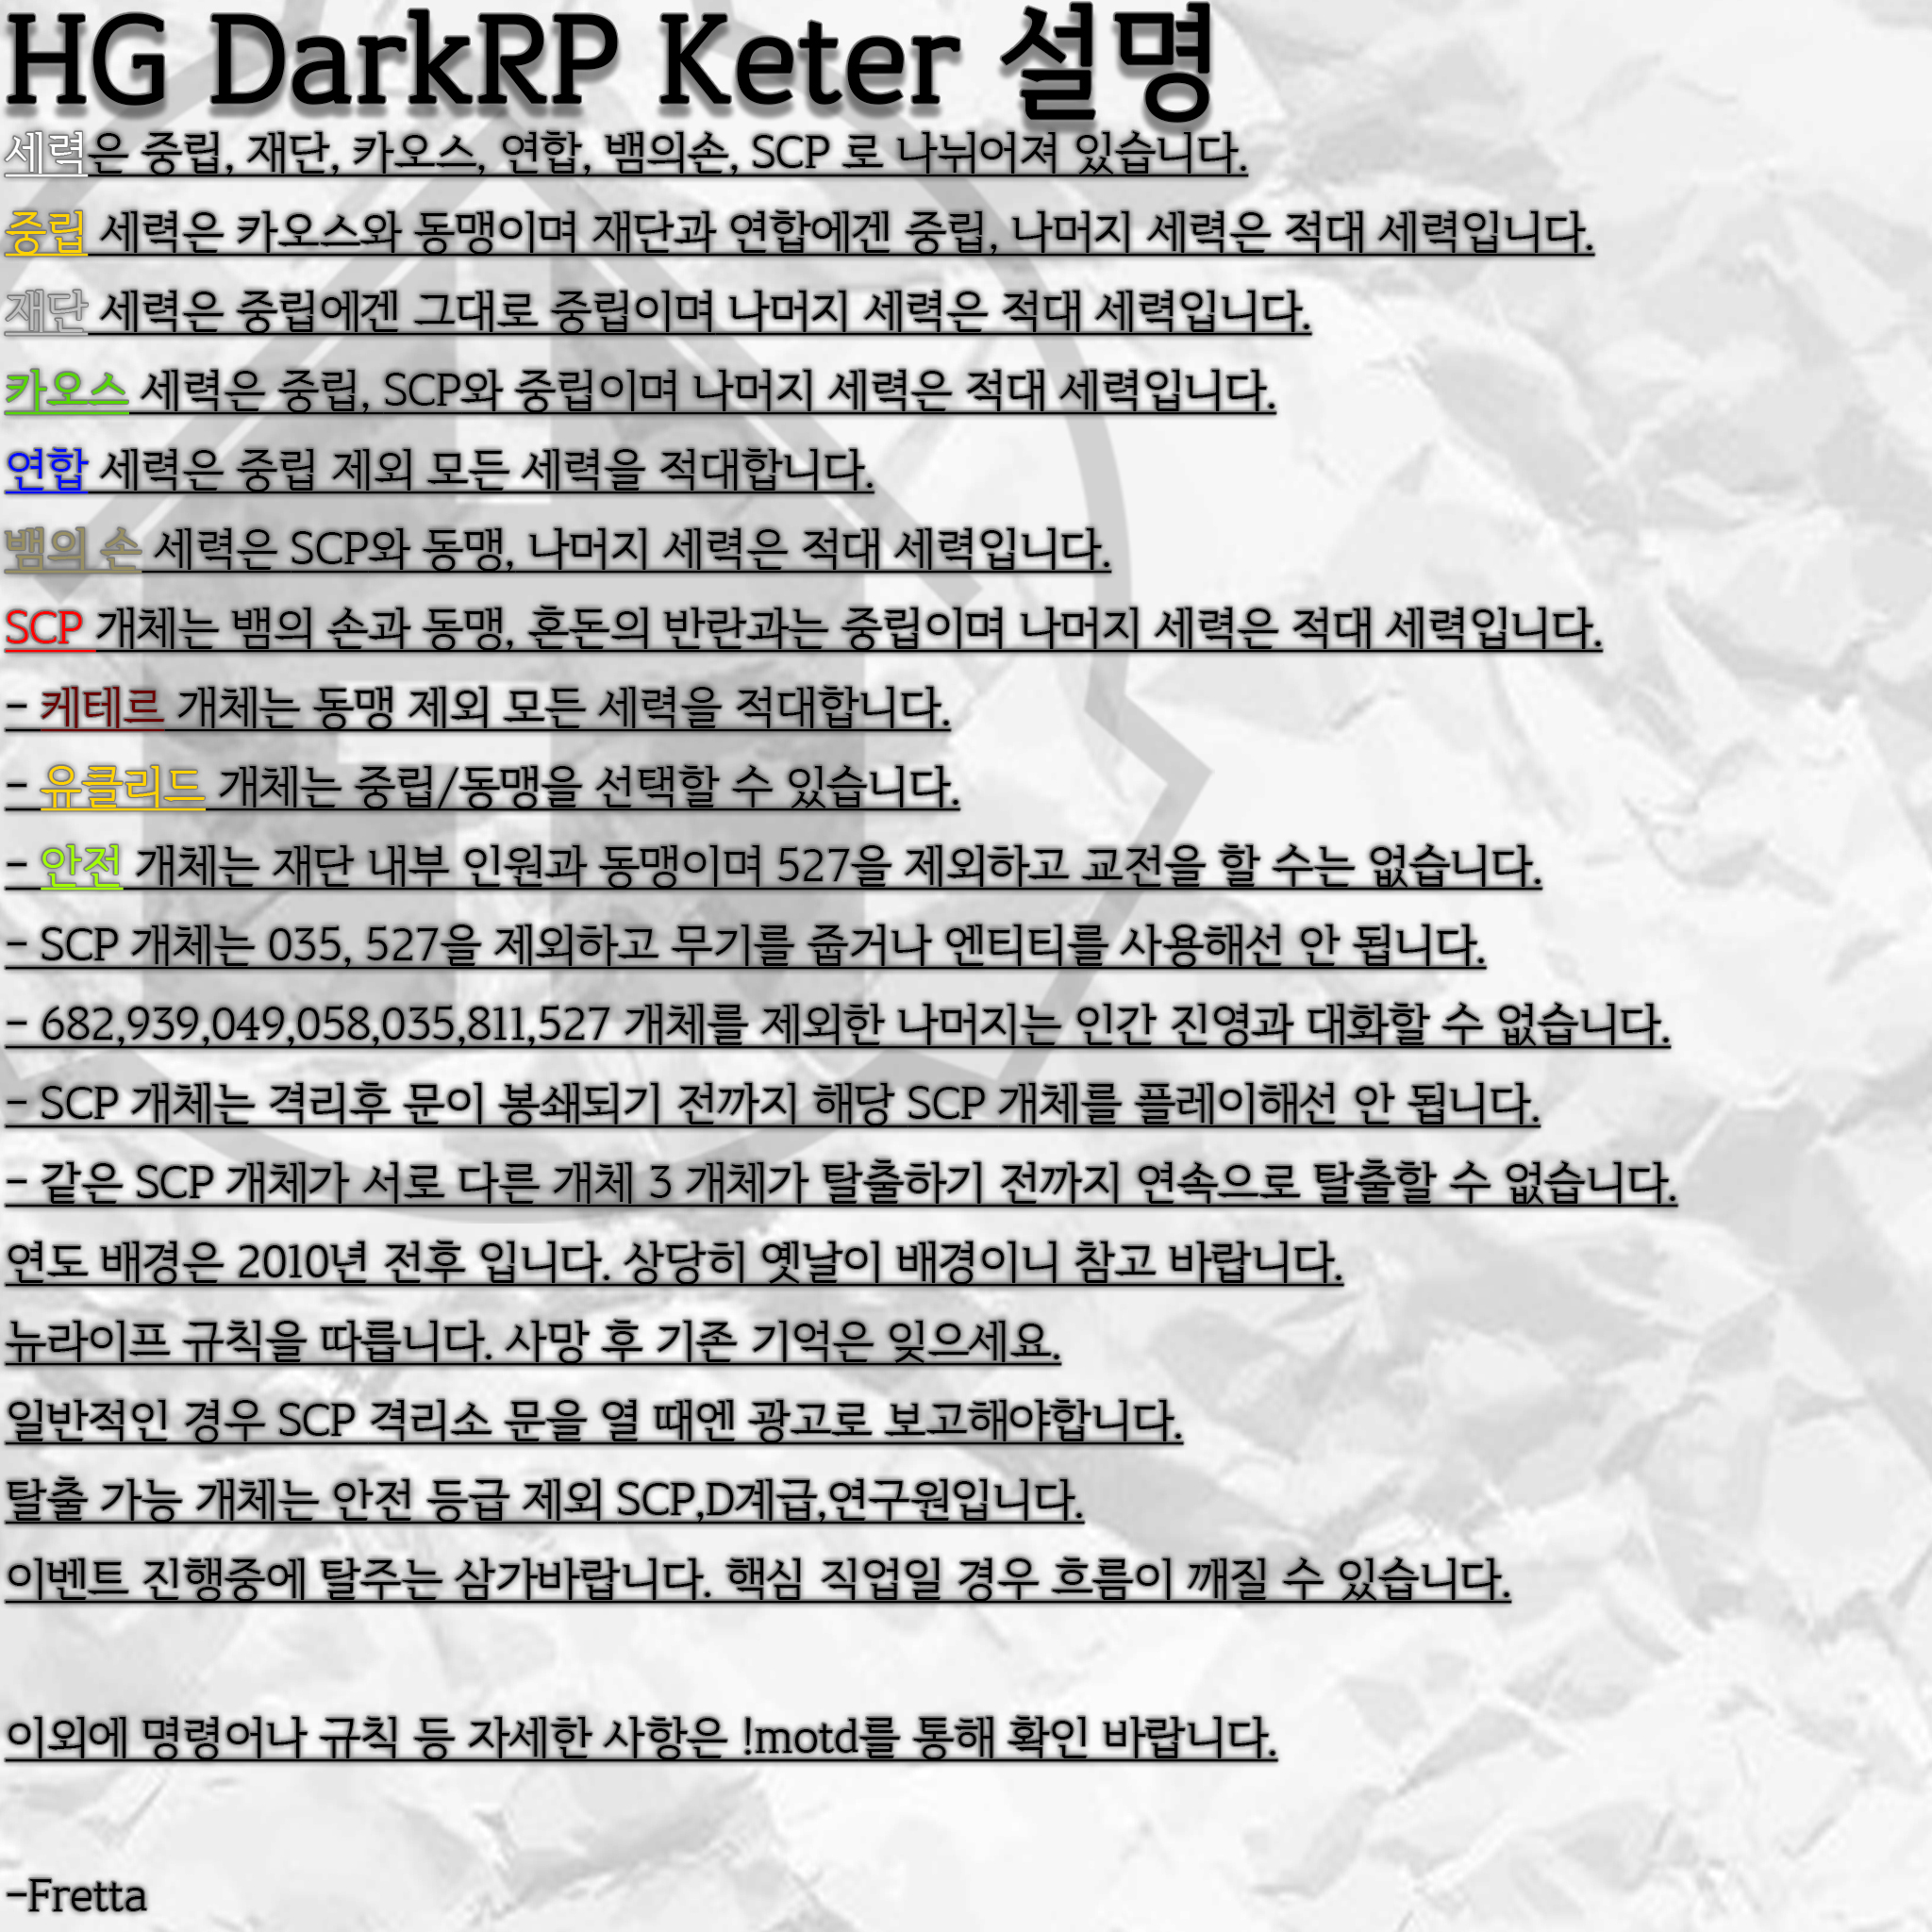 HG DarkRP Keter 설명
세력은 중립, 재단, 카오스, 연합, 뱀의손, SCP 로 나뉘어져 있습니다.
중립 세력은 카오스와 동맹이며 재단과 연합에겐 중립, 나머지 세력은 적대 세력입니다.
재단 세력은 중립에겐 그대로 중립이며 나머지 세력은 적대 세력입니다.
카오스 세력은 중립, SCP와 중립이며 나머지 세력은 적대 세력입니다.
연합 세력은 중립 제외 모든 세력을 적대합니다.
뱀의 손 세력은 SCP와 동맹, 나머지 세력은 적대 세력입니다.
SCP 개체는 뱀의 손과 동맹, 혼돈의 반란과는 중립이며 나머지 세력은 적대 세력입니다.
- 케테르 개체는 동맹 제외 모든 세력을 적대합니다.
- 유클리드 개체는 중립/동맹을 선택할 수 있습니다.
- 안전 개체는 재단 내부 인원과 동맹이며 527을 제외하고 교전을 할 수는 없습니다.
- SCP 개체는 035, 527을 제외하고 무기를 줍거나 엔티티를 사용해선 안 됩니다.
- 682,939,049,058,035,811,527 개체를 제외한 나머지는 인간 진영과 대화할 수 없습니다.
- SCP 개체는 격리후 문이 봉쇄되기 전까지 해당 SCP 개체를 플레이해선 안 됩니다.
- 같은 SCP 개체가 서로 다른 개체 3 개체가 탈출하기 전까지 연속으로 탈출할 수 없습니다.
연도 배경은 2010년 전후 입니다. 상당히 옛날이 배경이니 참고 바랍니다.
뉴라이프 규칙을 따릅니다. 사망 후 기존 기억은 잊으세요.
일반적인 경우 SCP 격리소 문을 열 때엔 광고로 보고해야합니다.
탈출 가능 개체는 안전 등급 제외 SCP,D계급,연구원입니다.
이벤트 진행중에 탈주는 삼가바랍니다. 핵심 직업일 경우 흐름이 깨질 수 있습니다.
이외에 명령어나 규칙 등 자세한 사항은 !motd를 통해 확인 바랍니다.
-Fretta